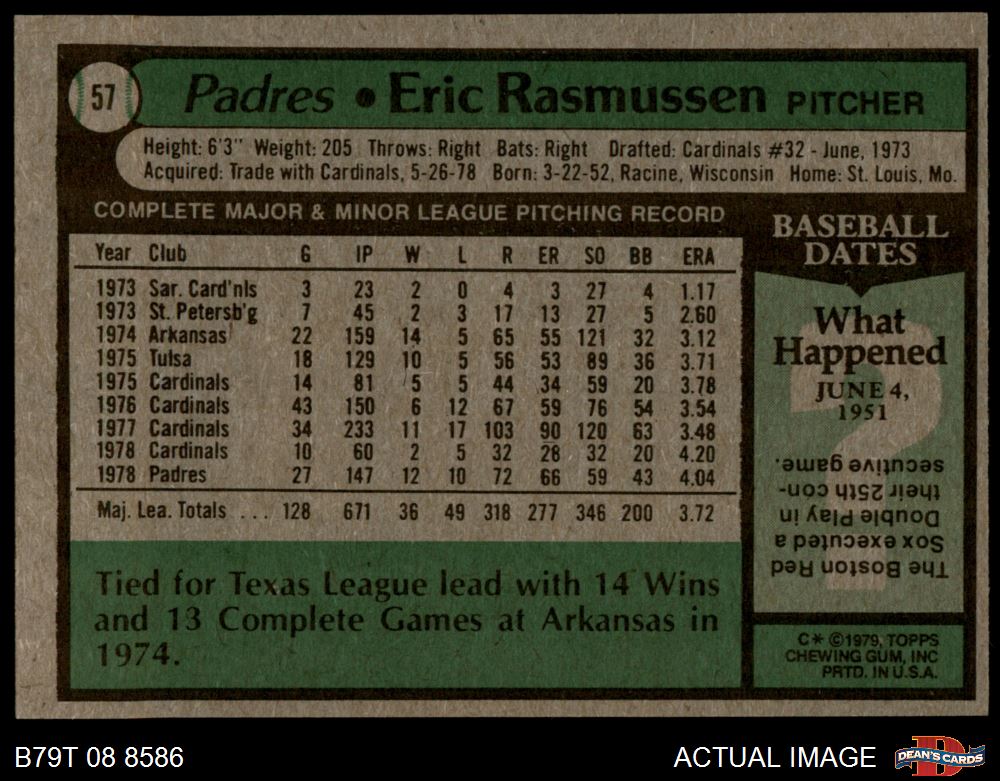 57
Padres • Eric Rasmussen PITCHER
Height: 6'3" Weight: 205 Throws: Right Bats: Right Drafted: Cardinals #32 - June, 1973
Acquired: Trade with Cardinals, 5-26-78 Born: 3-22-52, Racine, Wisconsin Home: St. Louis, Mo.
COMPLETE MAJOR & MINOR LEAGUE PITCHING RECORD
Year Club G IP W L R ER SO BB ERA
1973 Sar. Card'nls 3 23 2 0 4 3 27 4 1.17
1973 St. Petersb'g 7 45 2 3 17 13 27 5 2.60
1974 Arkansas 22 159 14 5 65 55 121 32 3.12
1975 Tulsa 18 129 10 5 56 53 89 36 3.71
1975 Cardinals 14 81 5 5 44 34 59 20 3.78
1976 Cardinals 43 150 6 12 67 59 76 54 3.54
1977 Cardinals 34 233 11 17 103 90 120 63 3.48
1978 Cardinals 10 60 2 5 32 28 32 20 4.20
1978 Padres 27 147 12 10 72 66 59 43 4.04
Maj. Lea. Totals ... 128 671 36 49 318 277 346 200 3.72
Tied for Texas League lead with 14 Wins
and 13 Complete Games at Arkansas in
1974.
BASEBALL
DATES
What
Happened
JUNE 4,
1951
The Boston Red
Sox executed a
Double Play in
their 25th con-
secutive game.
C* ©1979, TOPPS
CHEWING GUM, INC
PRTD. IN U.S.A.
B79T 08 8586
ACTUAL IMAGE
D
DEAN'S CARDS